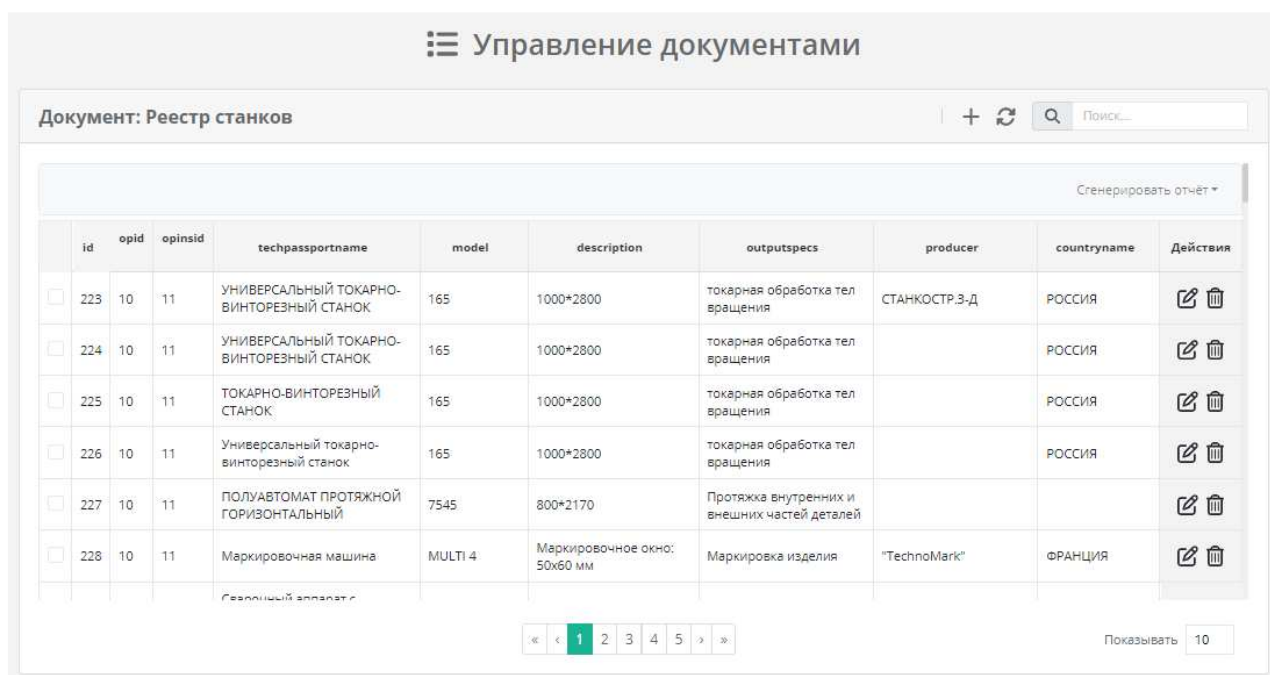 Управление документами
Документ: Реестр станков
Поиск...
Сгенерировать отчёт
id opid opinsid techpassportname model description outputspecs producer countryname Действия
223 10 11 УНИВЕРСАЛЬНЫЙ ТОКАРНО- 165 1000*2800 токарная обработка тел СТАНКОСТР.З-Д РОССИЯ
ВИНТОРЕЗНЫЙ СТАНОК вращения
224 10 11 УНИВЕРСАЛЬНЫЙ ТОКАРНО- 165 1000*2800 токарная обработка тел РОССИЯ
ВИНТОРЕЗНЫЙ СТАНОК вращения
225 10 11 ТОКАРНО-ВИНТОРЕЗНЫЙ 165 1000*2800 токарная обработка тел РОССИЯ
СТАНОК вращения
226 10 11 Универсальный токарно- 165 1000*2800 токарная обработка тел РОССИЯ
винторезный станок вращения
227 10 11 ПОЛУАВТОМАТ ПРОТЯЖНОЙ 7545 800*2170 Протяжка внутренних и
ГОРИЗОНТАЛЬНЫЙ внешних частей деталей
228 10 11 Маркировочная машина MULTI 4 Маркировочное окно: Маркировка изделия "TechnoMark" ФРАНЦИЯ
50х60 мм
Сварочный аппарат с
« ‹ 1 2 3 4 5 › »
Показывать 10